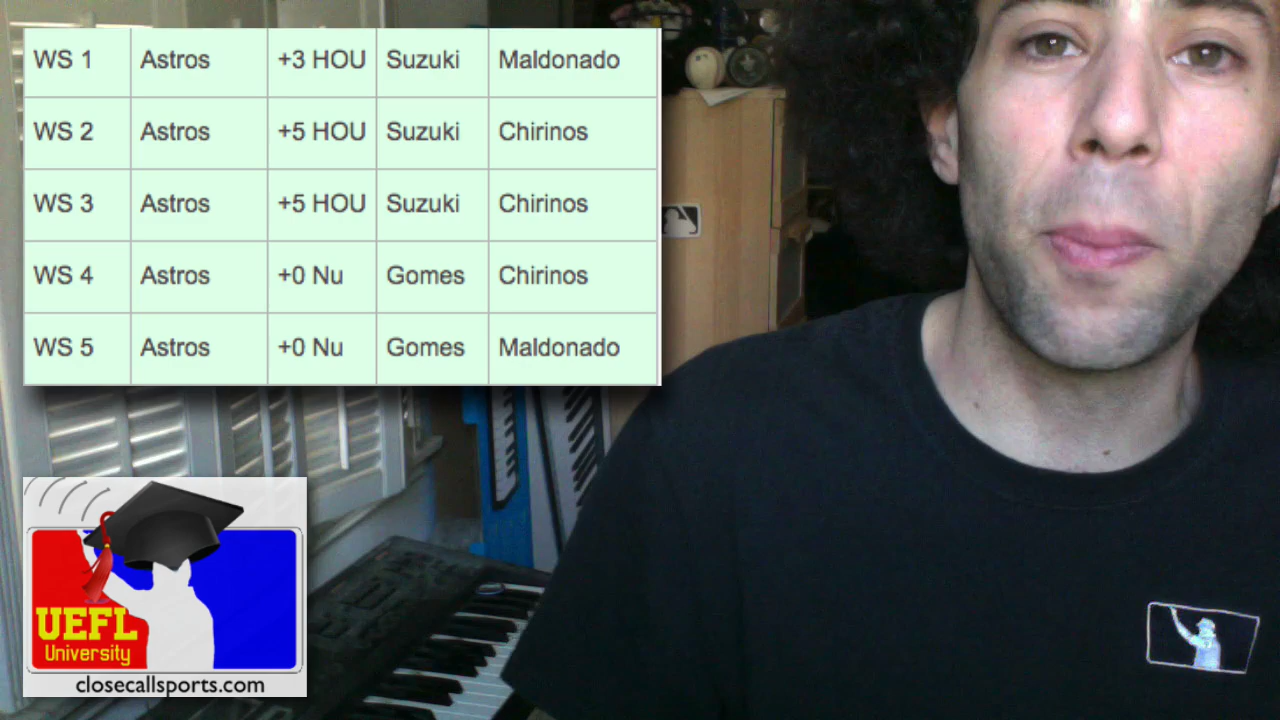 WS 1 Astros +3 HOU Suzuki Maldonado
WS 2 Astros +5 HOU Suzuki Chirinos
WS 3 Astros +5 HOU Suzuki Chirinos
WS 4 Astros +0 Nu Gomes Chirinos
WS 5 Astros +0 Nu Gomes Maldonado
UEFL
University
closecallsports.com